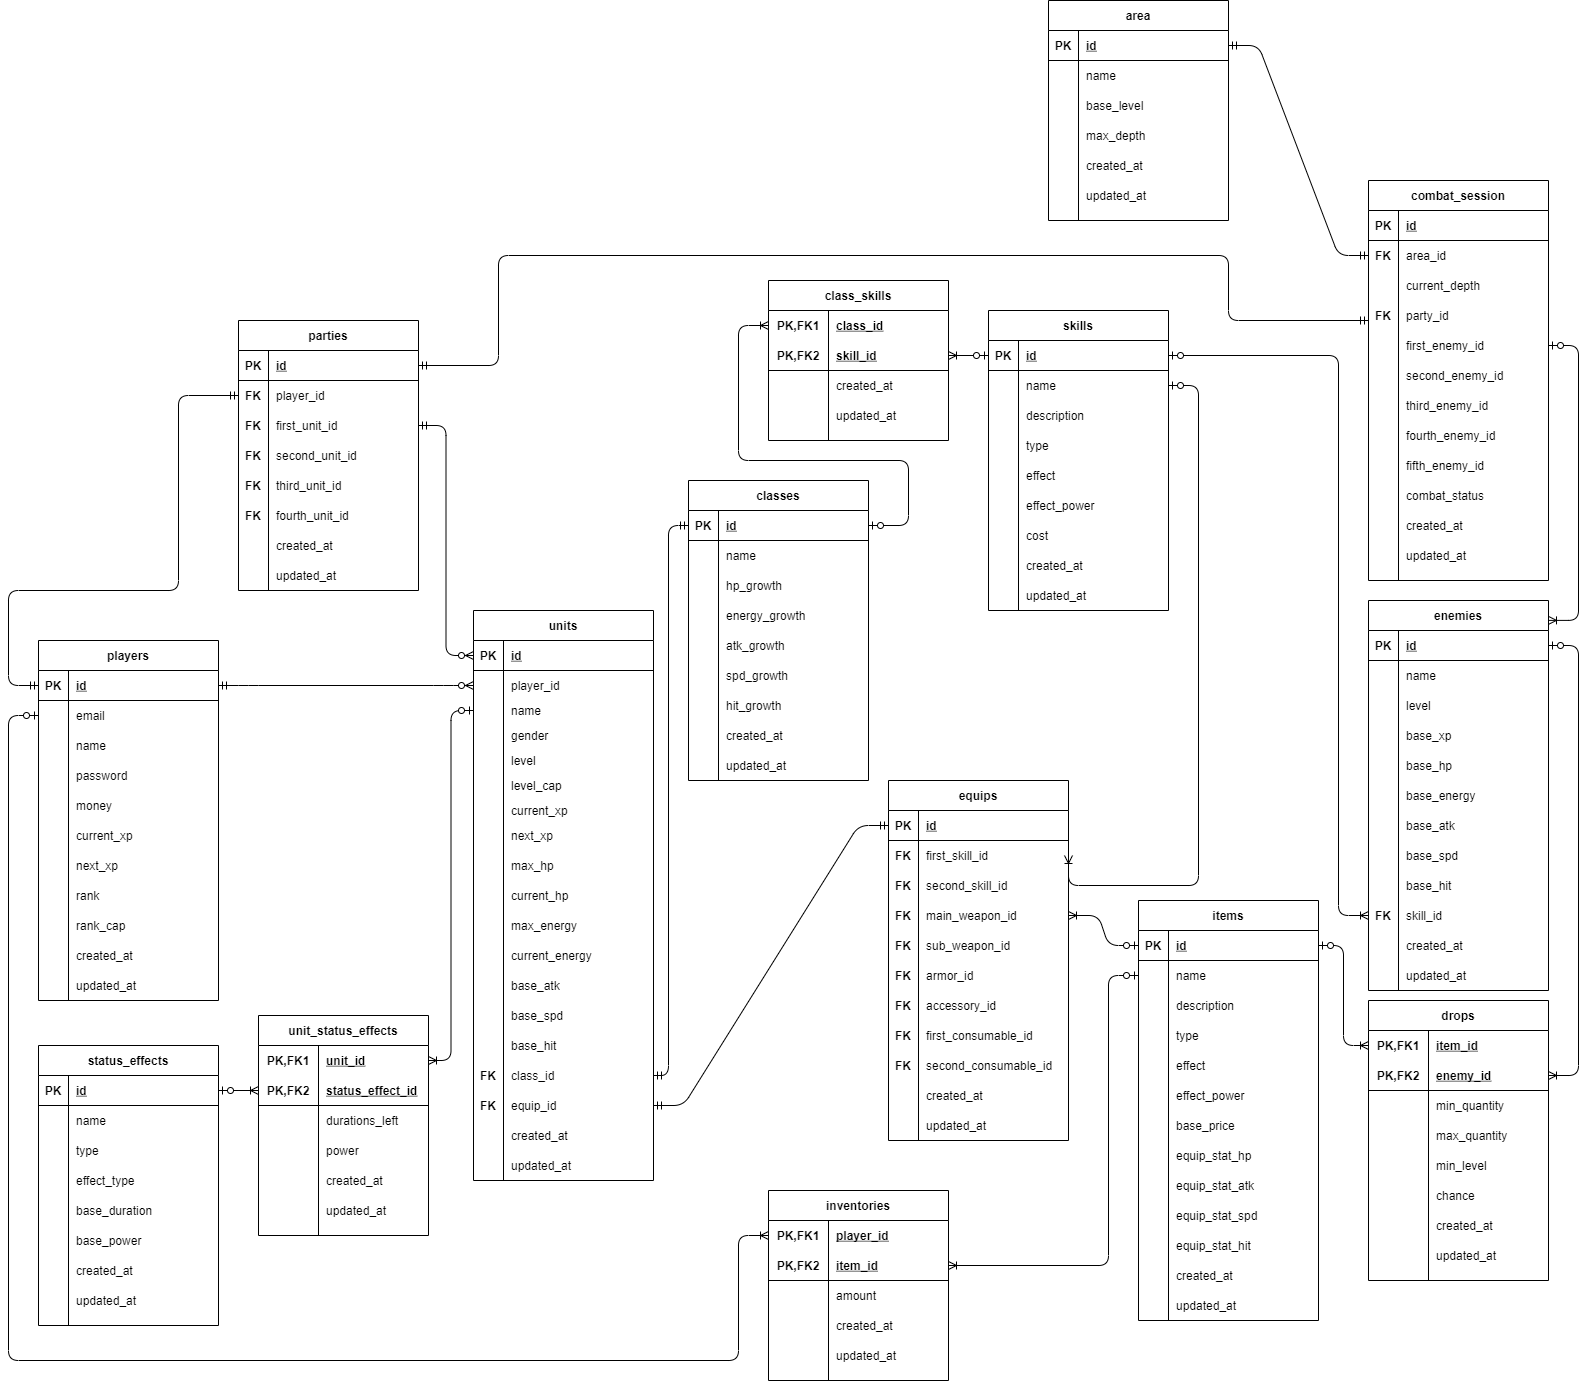 area
PK id
name
base_level
max_depth
created_at
updated_at
combat_session
PK id
FK area_id
current_depth
FK party_id
first_enemy_id
second_enemy_id
third_enemy_id
fourth_enemy_id
fifth_enemy_id
combat_status
created_at
updated_at
class_skills
PK,FK1 class_id
PK,FK2 skill_id
created_at
updated_at
skills
PK id
name
description
type
effect
effect_power
cost
created_at
updated_at
parties
PK id
FK player_id
FK first_unit_id
FK second_unit_id
FK third_unit_id
FK fourth_unit_id
created_at
updated_at
classes
PK id
name
hp_growth
energy_growth
atk_growth
spd_growth
hit_growth
created_at
updated_at
enemies
PK id
name
level
base_xp
base_hp
base_energy
base_atk
base_spd
base_hit
FK skill_id
created_at
updated_at
units
PK id
player_id
name
gender
level
level_cap
current_xp
next_xp
max_hp
current_hp
max_energy
current_energy
base_atk
base_spd
base_hit
FK class_id
FK equip_id
created_at
updated_at
players
PK id
email
name
password
money
current_xp
next_xp
rank
rank_cap
created_at
updated_at
equips
PK id
FK first_skill_id
FK second_skill_id
FK main_weapon_id
FK sub_weapon_id
FK armor_id
FK accessory_id
FK first_consumable_id
FK second_consumable_id
created_at
updated_at
items
PK id
name
description
type
effect
effect_power
base_price
equip_stat_hp
equip_stat_atk
equip_stat_spd
equip_stat_hit
created_at
updated_at
drops
PK,FK1 item_id
PK,FK2 enemy_id
min_quantity
max_quantity
min_level
chance
created_at
updated_at
unit_status_effects
PK,FK1 unit_id
PK,FK2 status_effect_id
durations_left
power
created_at
updated_at
status_effects
PK id
name
type
effect_type
base_duration
base_power
created_at
updated_at
inventories
PK,FK1 player_id
PK,FK2 item_id
amount
created_at
updated_at